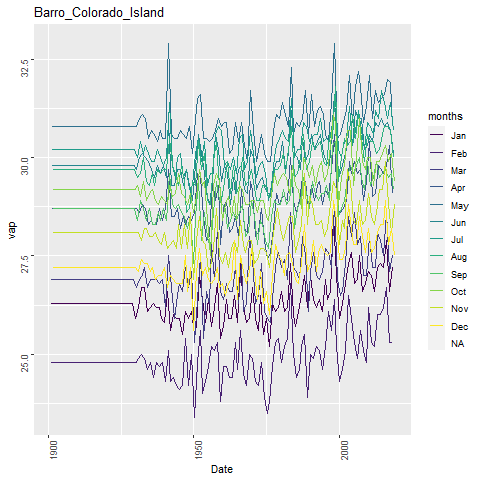 Barro_Colorado_Island
vap
32.5
30.0
27.5
25.0
1900
1950
2000
Date
months
Jan
Feb
Mar
Apr
May
Jun
Jul
Aug
Sep
Oct
Nov
Dec
NA